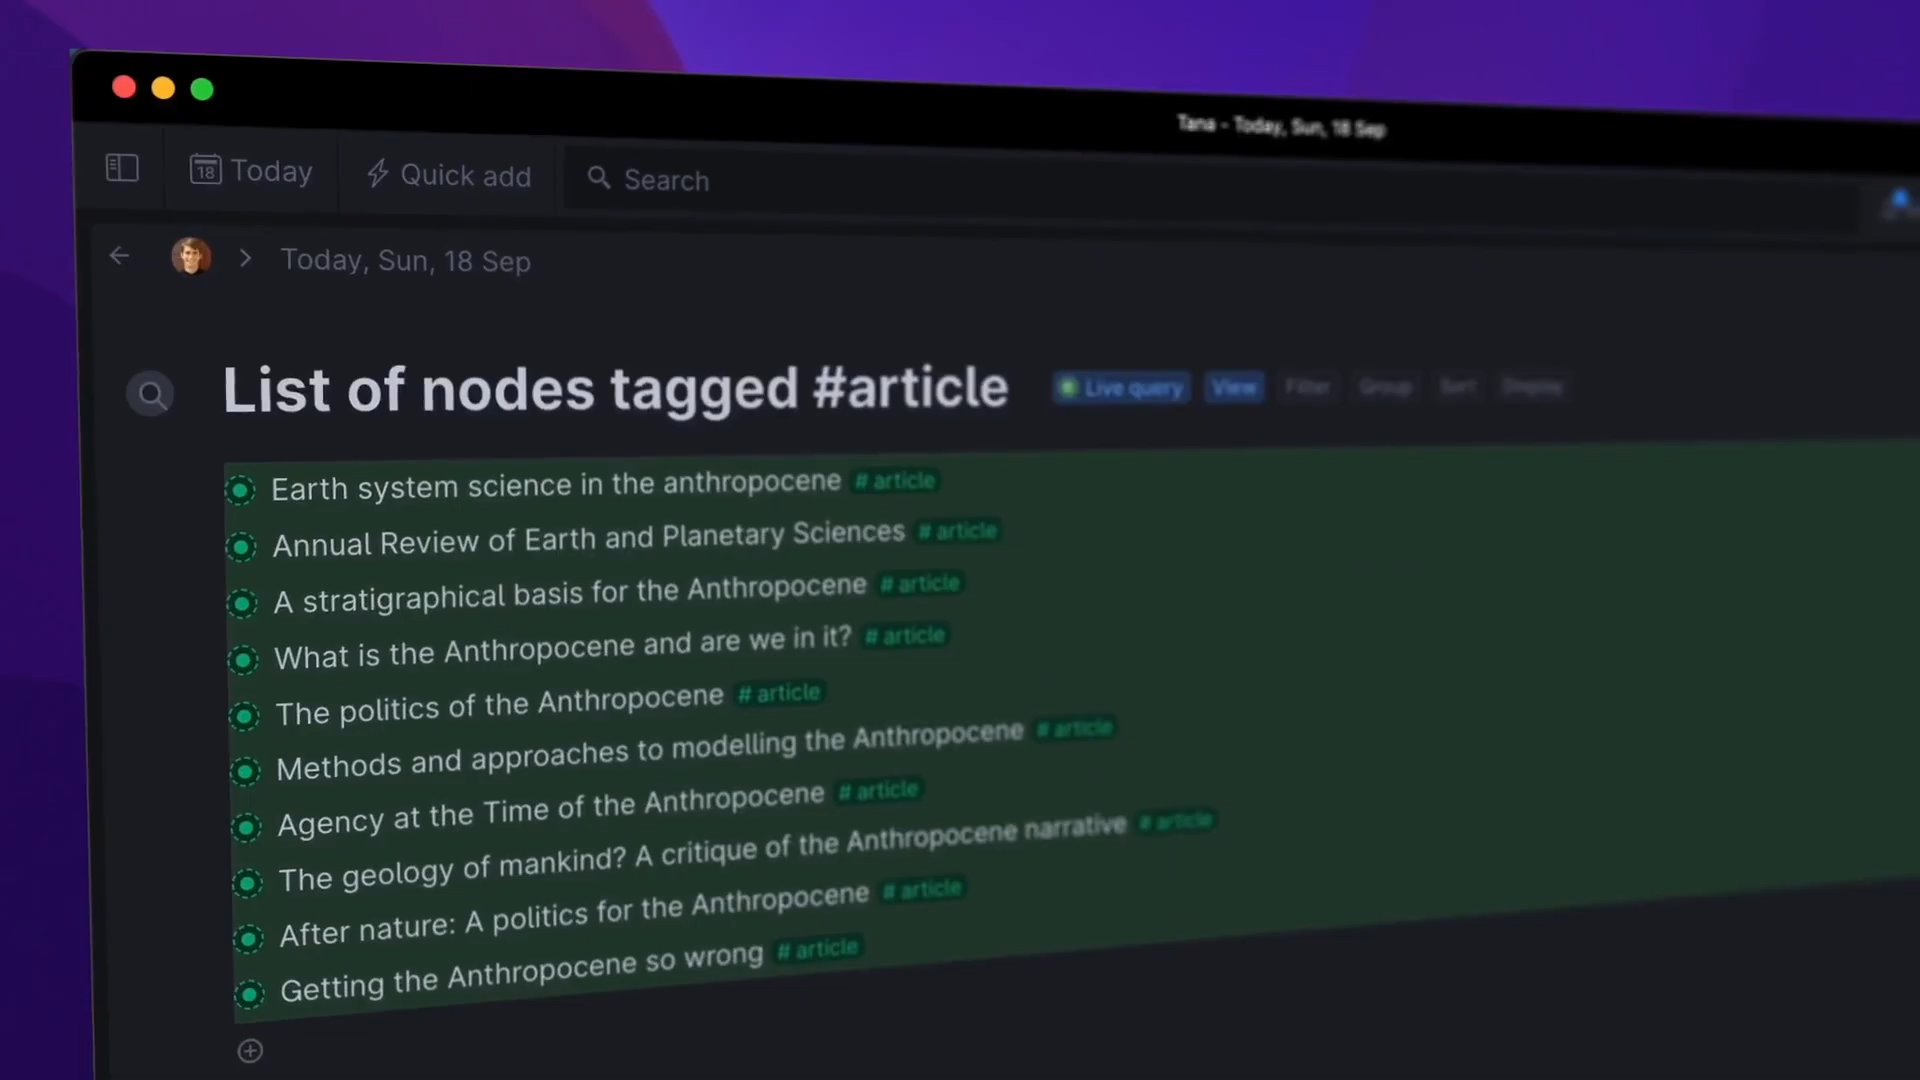 Tana - Today, Sun, 18 Sep
18 Today Quick add Search
Today, Sun, 18 Sep
List of nodes tagged #article Live query View Filter Group Sort Display
Earth system science in the anthropocene # article
Annual Review of Earth and Planetary Sciences # article
A stratigraphical basis for the Anthropocene # article
What is the Anthropocene and are we in it? # article
The politics of the Anthropocene # article
Methods and approaches to modelling the Anthropocene # article
Agency at the Time of the Anthropocene # article
The geology of mankind? A critique of the Anthropocene narrative # article
After nature: A politics for the Anthropocene # article
Getting the Anthropocene so wrong # article